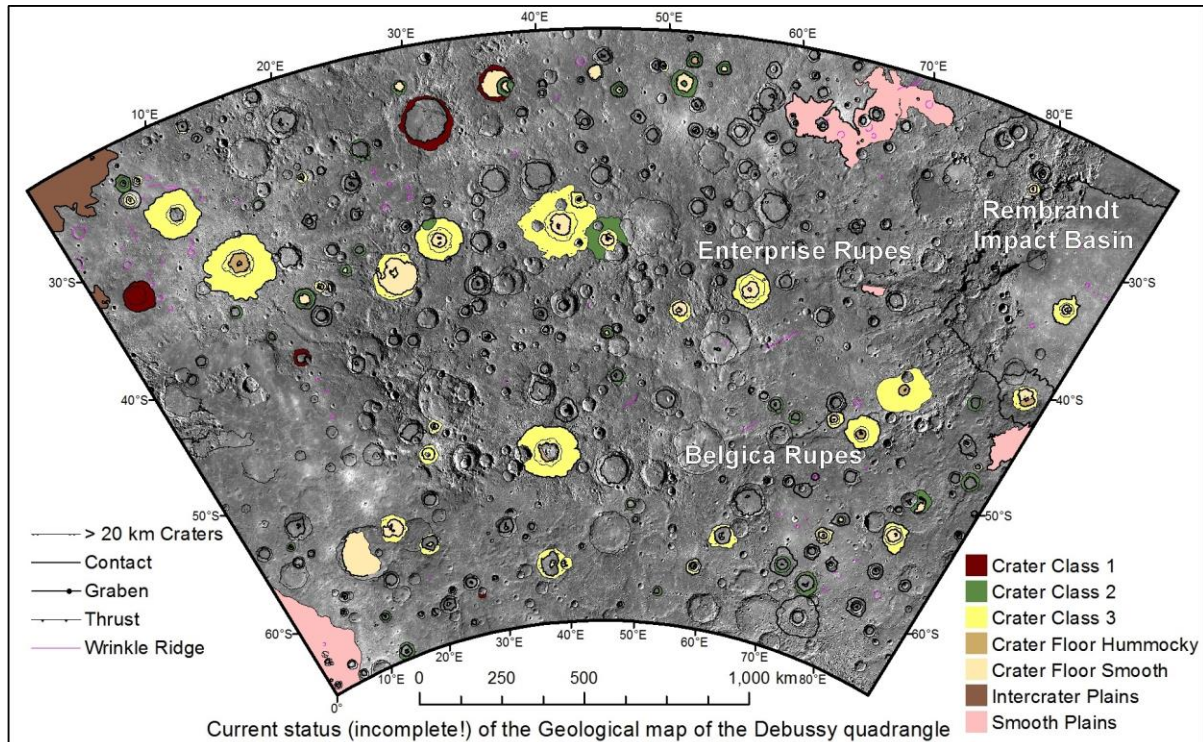 40°E
30°E
50°E
20°E
60°E
10°E
70°E
80°E
Rembrandt
Impact Basin
Enterprise Rupes
30°S
30°S
40°S
40°S
Belgica Rupes
50°S
50°S
> 20 km Craters
Contact
Graben
Thrust
Wrinkle Ridge
Crater Class 1
Crater Class 2
Crater Class 3
Crater Floor Hummocky
Crater Floor Smooth
Intercrater Plains
Smooth Plains
60°S
60°S
0°
10°E
20°E
30°E
40°E
50°E
60°E
70°E
80°E
0 250 500 1,000 km
Current status (incomplete!) of the Geological map of the Debussy quadrangle